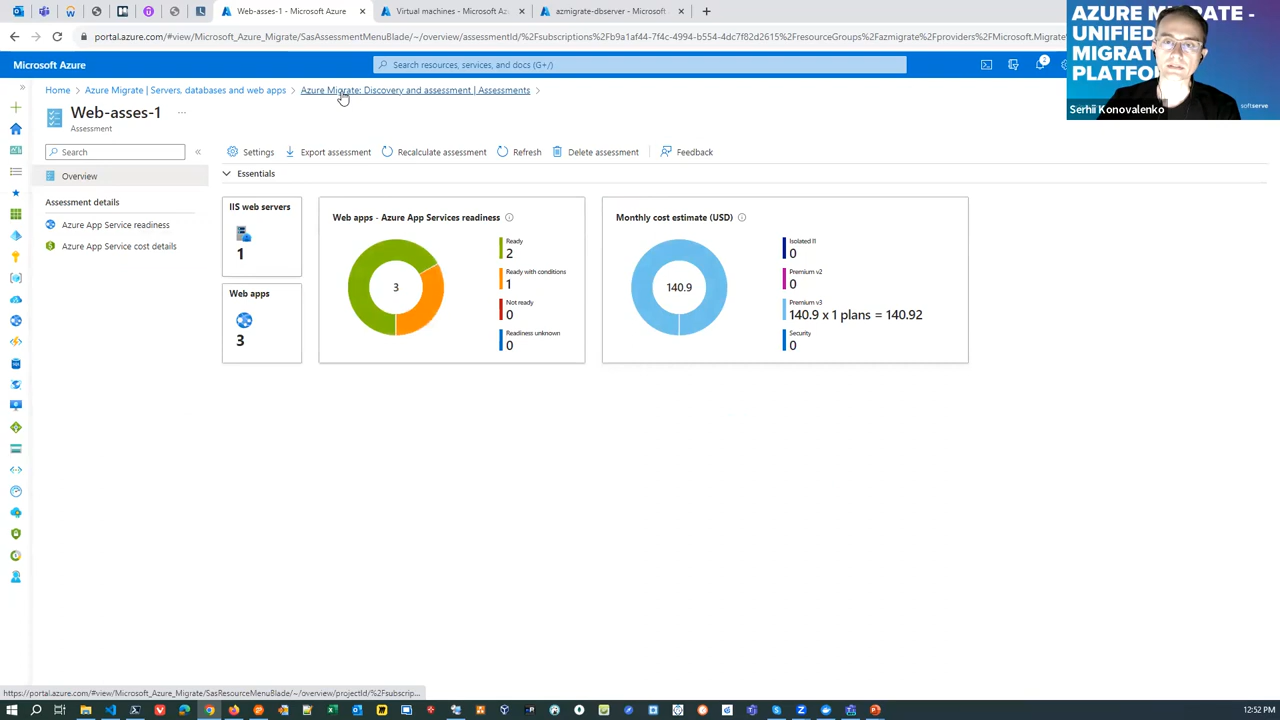 Web-asses-1 - Microsoft Azure
Virtual machines - Microsoft Az
azmigrate-dbserver - Microsoft
portal.azure.com/#view/Microsoft_Azure_Migrate/SasAssessmentMenuBlade/~/overview/assessmentId/%2Fsubscriptions%2Fb9a1af44-7f5f-4c4c-4994-b554-4dc7f82d2615%2FresourceGroups%2Fazmigrate%2Fproviders%2FMicrosoft.Migrate
AZURE M RATE -
UNIFIED
MIGRAT
PLATFO
Serhii Konovalenko
softserve
Microsoft Azure
Search resources, services, and docs (G+/)
2
Home > Azure Migrate | Servers, databases and web apps > Azure Migrate: Discovery and assessment | Assessments >
Web-asses-1 ...
Assessment
Search
Settings
Export assessment
Recalculate assessment
Refresh
Delete assessment
Feedback
Overview
Essentials
Assessment details
Azure App Service readiness
Azure App Service cost details
IIS web servers
1
Web apps
3
Web apps - Azure App Services readiness
3
Ready
2
Ready with conditions
1
Not ready
0
Readiness unknown
0
Monthly cost estimate (USD)
140.9
Isolated I1
0
Premium v2
0
Premium v3
140.9 x 1 plans = 140.92
Security
0
https://portal.azure.com/#view/Microsoft_Azure_Migrate/SasResourceMenuBlade/~/overview/projectId/%2Fsubscrip...
12:52 PM